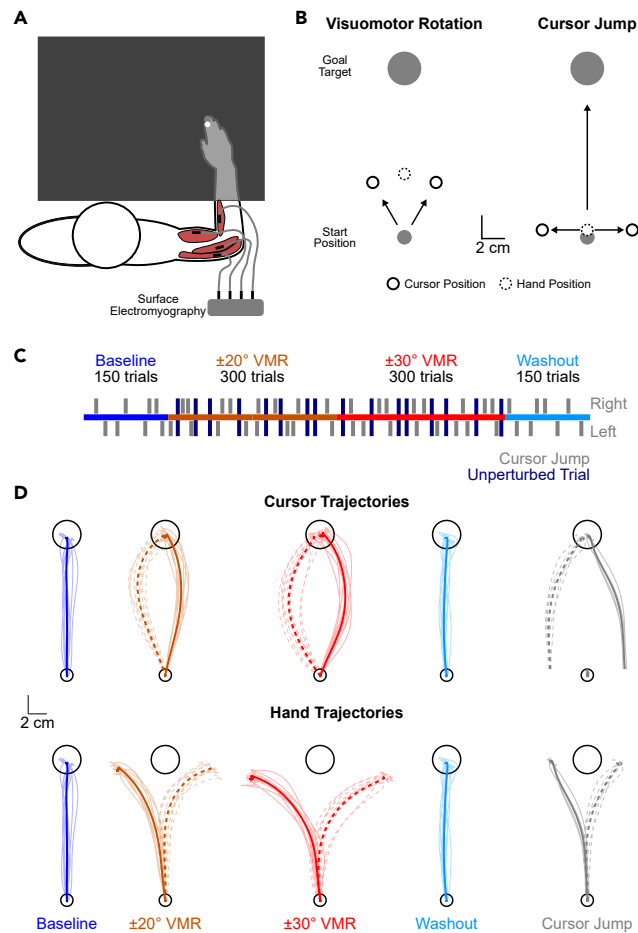 A
Surface
Electromyography
B
Visuomotor Rotation
Cursor Jump
Goal
Target
Start
Position
2 cm
Cursor Position
Hand Position
C
Baseline
±20° VMR
±30° VMR
Washout
150 trials
300 trials
300 trials
150 trials
Right
Left
Cursor Jump
Unperturbed Trial
D
Cursor Trajectories
2 cm
Hand Trajectories
Baseline
±20° VMR
±30° VMR
Washout
Cursor Jump